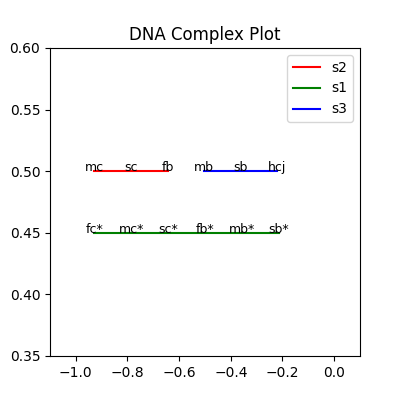 DNA Complex Plot
0.60
s2
s1
s3
0.55
0.50
mc sc fb mb sb hcj
0.45
fc* mc* sc* fb* mb* sb*
0.40
0.35
−1.0 −0.8 −0.6 −0.4 −0.2 0.0